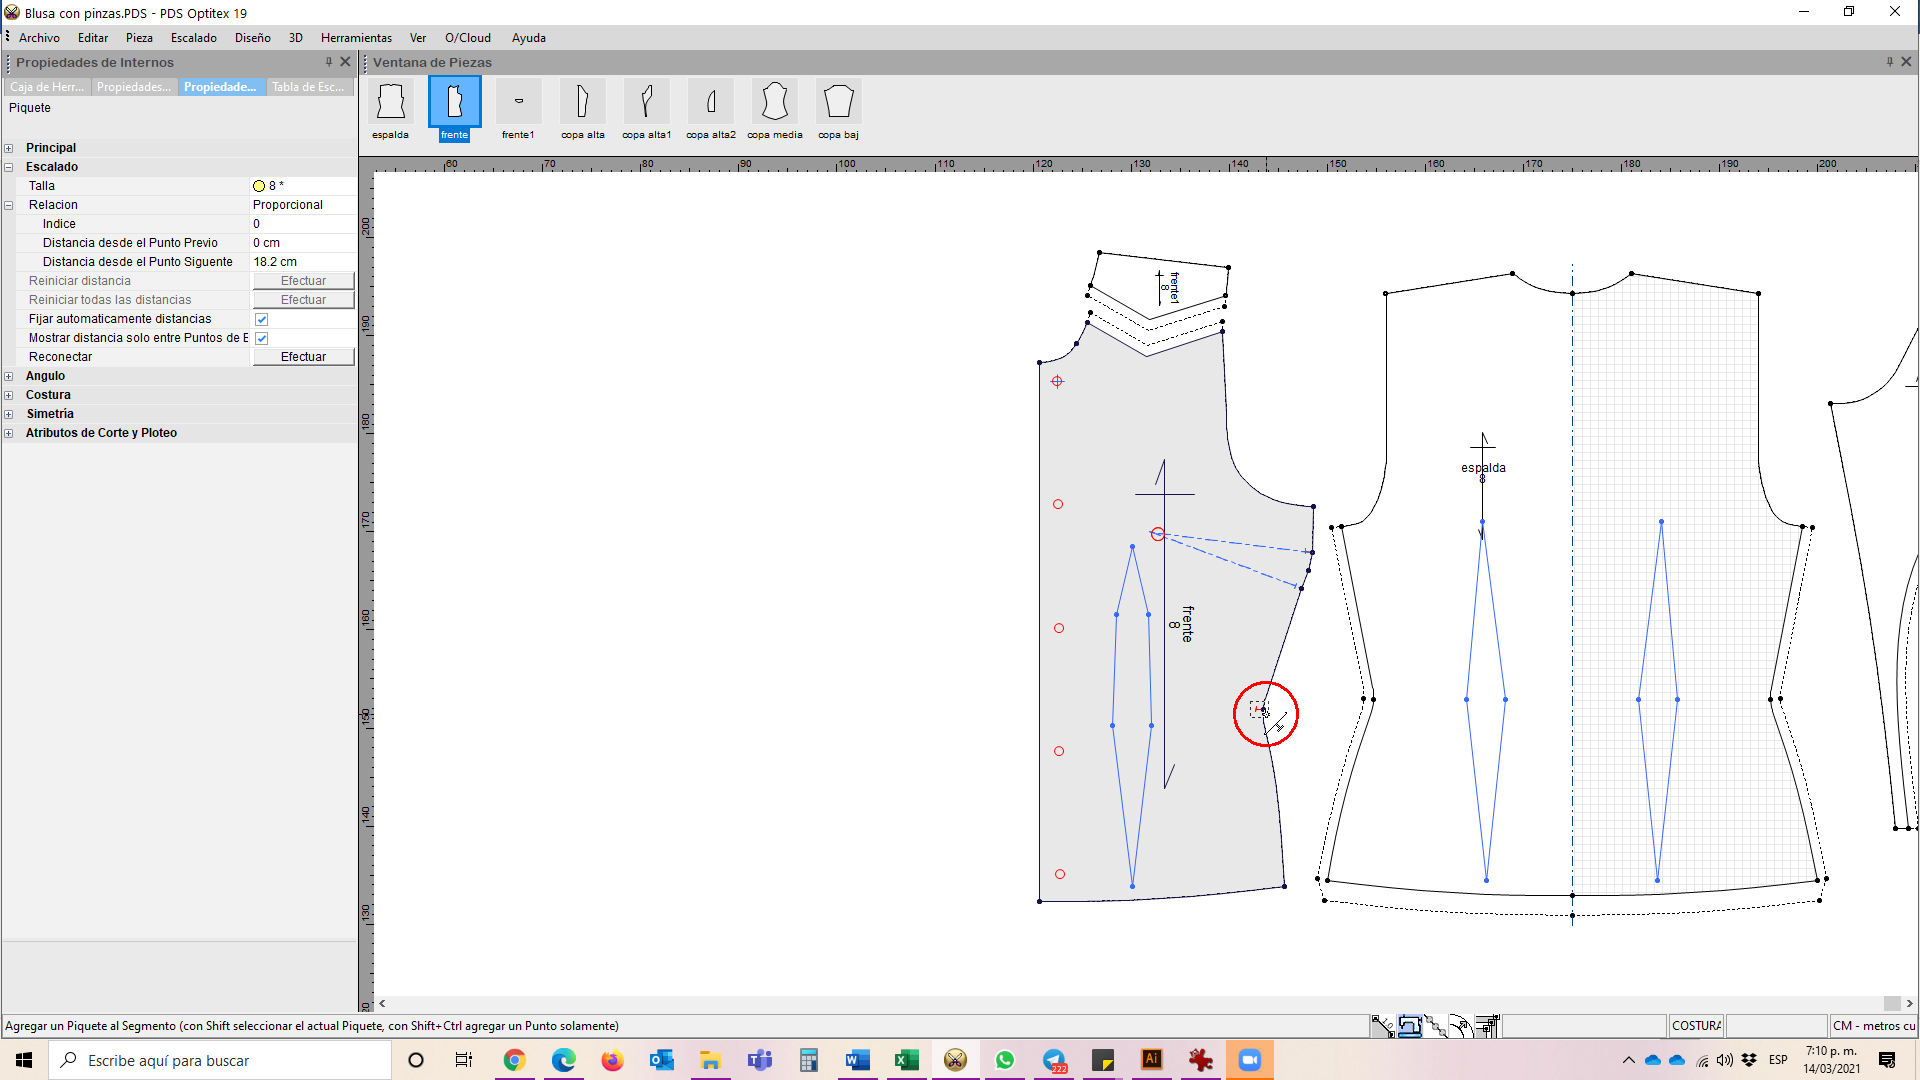 Blusa con pinzas.PDS - PDS Optitex 19
Archivo Editar Pieza Escalado Diseño 3D Herramientas Ver O/Cloud Ayuda
Propiedades de Internos
Caja de Herr... Propiedades... Propiedade... Tabla de Esc...
Piquete
Principal
Escalado
Talla 8 *
Relacion Proporcional
Indice 0
Distancia desde el Punto Previo 0 cm
Distancia desde el Punto Siguente 18.2 cm
Reiniciar distancia Efectuar
Reiniciar todas las distancias Efectuar
Fijar automaticamente distancias
Mostrar distancia solo entre Puntos de E
Reconectar Efectuar
Angulo
Costura
Simetría
Atributos de Corte y Ploteo
Ventana de Piezas
espalda frente frente1 copa alta copa alta1 copa alta2 copa media copa baj
60 70 80 90 100 110 120 130 140 150 160 170 180 190 200
200
190
180
170
160
150
140
130
frente1
8
frente
8
espalda
8
Agregar un Piquete al Segmento (con Shift seleccionar el actual Piquete, con Shift+Ctrl agregar un Punto solamente)
COSTURA
CM - metros cu
Escribe aquí para buscar
222
ESP
7:10 p. m.
14/03/2021